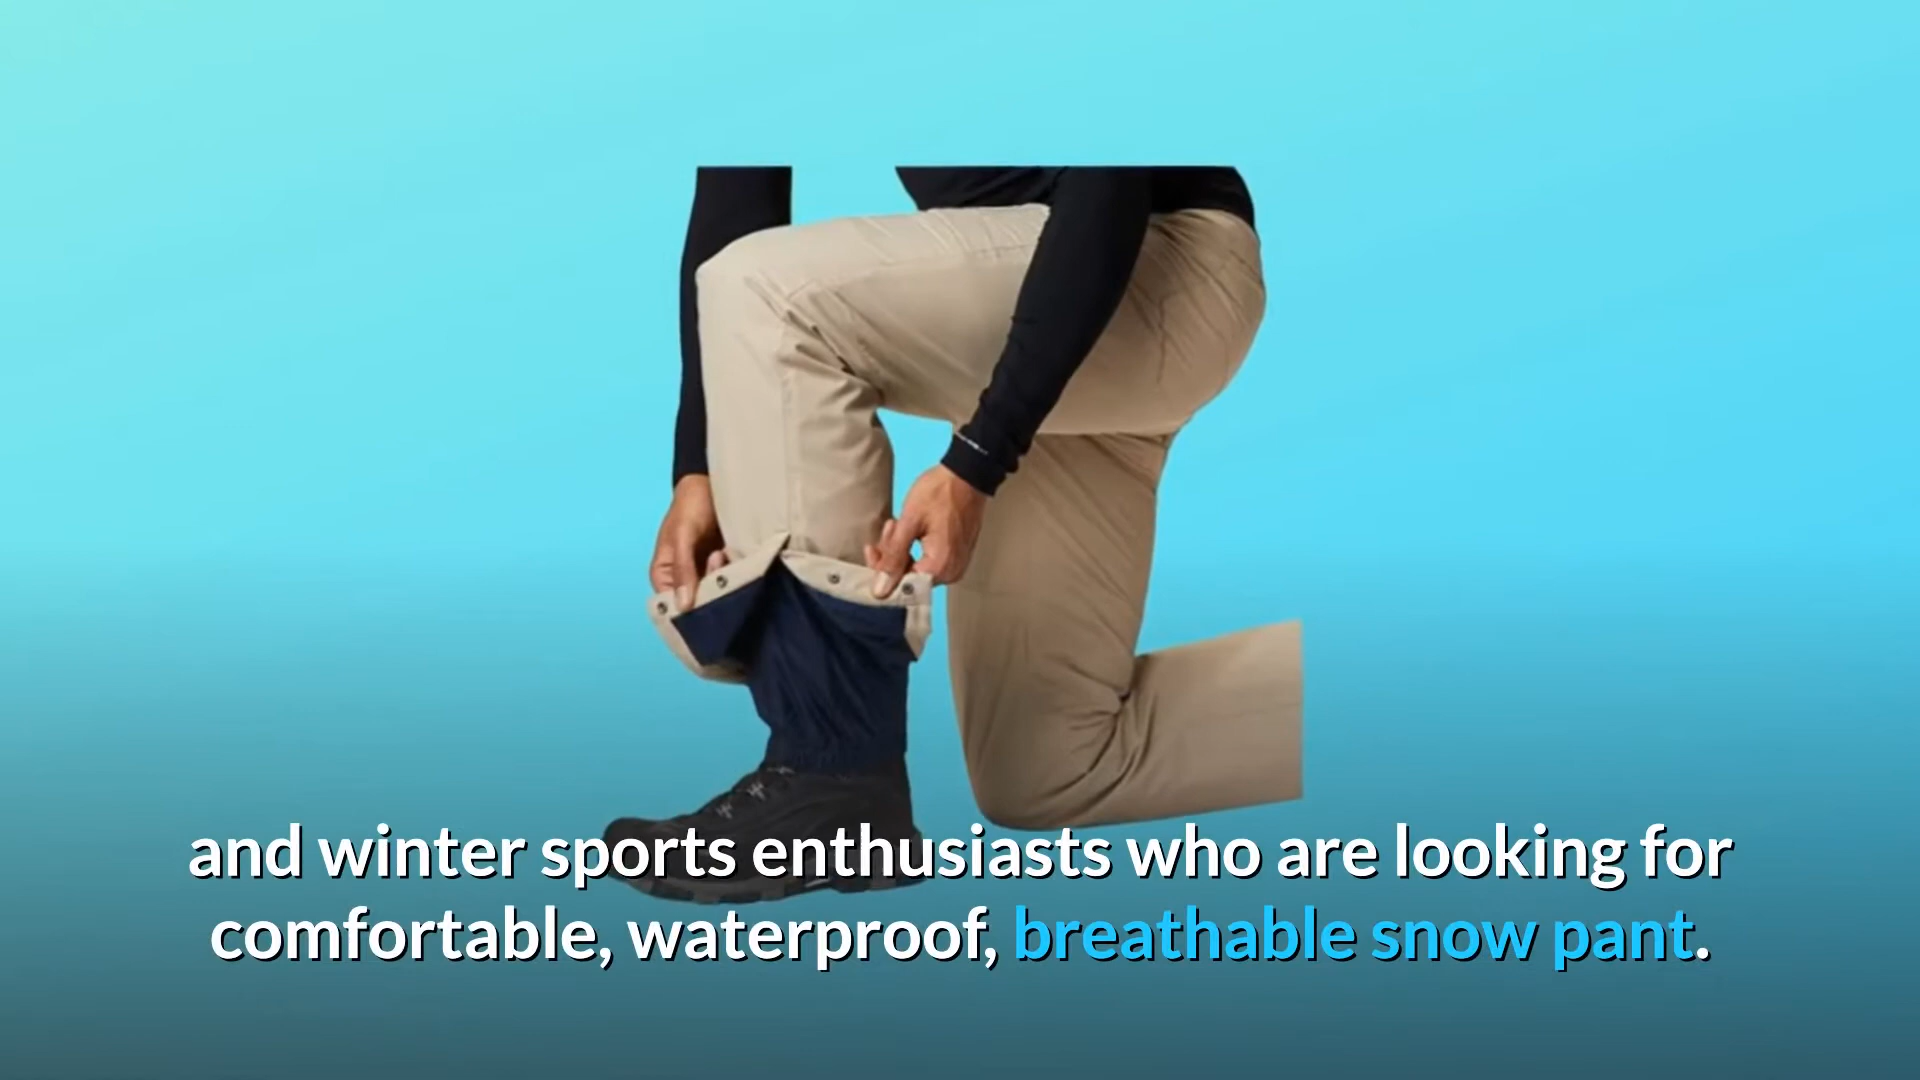 and winter sports enthusiasts who are looking for
comfortable, waterproof, breathable snow pant.